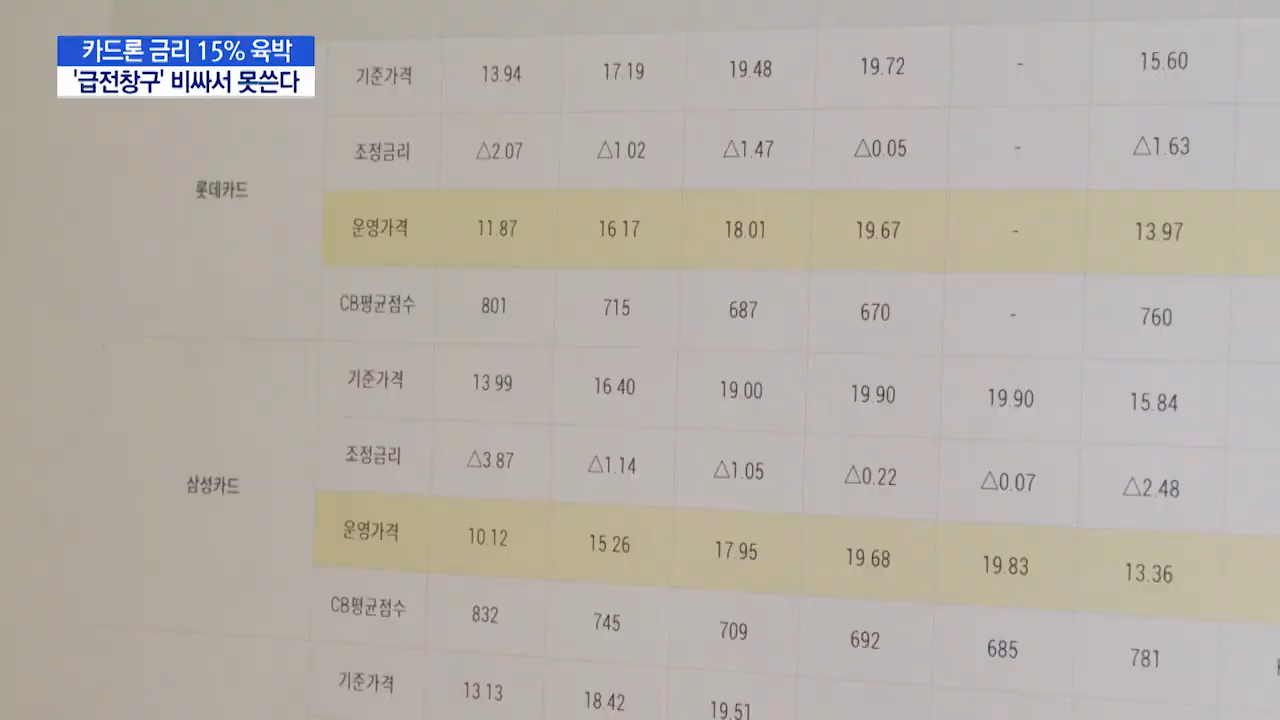 카드론 금리 15% 육박
'급전창구' 비싸서 못쓴다
기준가격 13.94 17.19 19.48 19.72 - 15.60
조정금리 △2.07 △1.02 △1.47 △0.05 - △1.63
롯데카드
운영가격 11.87 16.17 18.01 19.67 - 13.97
CB평균점수 801 715 687 670 - 760
기준가격 13.99 16.40 19.00 19.90 19.90 15.84
조정금리 △3.87 △1.14 △1.05 △0.22 △0.07 △2.48
삼성카드
운영가격 10.12 15.26 17.95 19.68 19.83 13.36
CB평균점수 832 745 709 692 685 781
기준가격 13.13 18.42 19.51